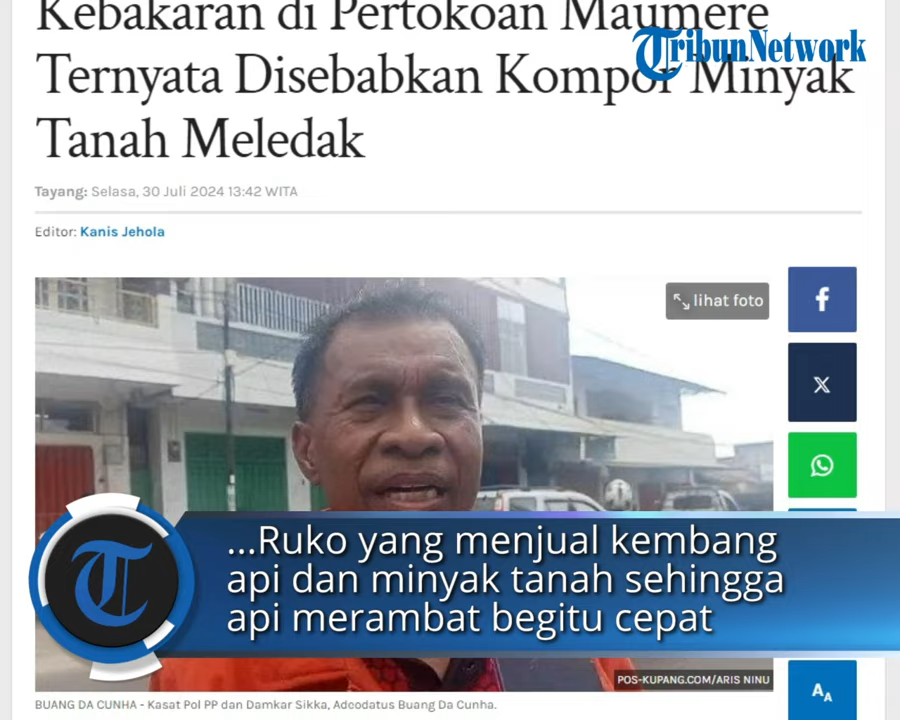 Kebakaran di Pertokoan Maumere
TribunNetwork
Ternyata Disebabkan Kompor Minyak
Tanah Meledak
Tayang: Selasa, 30 Juli 2024 13:42 WITA
Editor: Kanis Jehola
lihat foto
...Ruko yang menjual kembang
api dan minyak tanah sehingga
api merambat begitu cepat
POS-KUPANG.COM/ARIS NINU
AA
BUANG DA CUNHA - Kasat Pol PP dan Damkar Sikka, Adeodatus Buang Da Cunha.